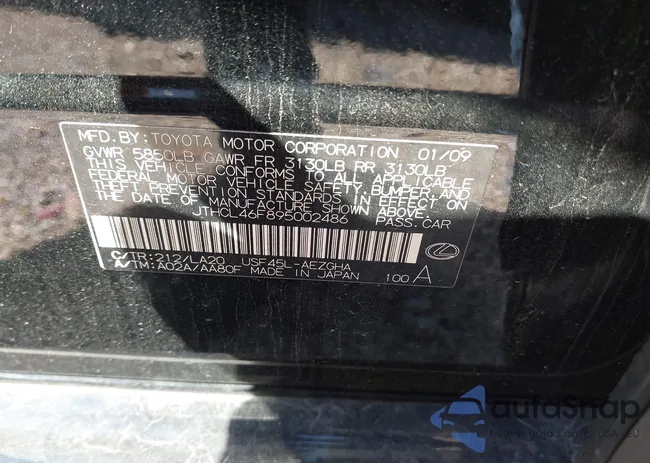 MFD.BY:TOYOTA MOTOR CORPORATION 01/09
GVWR 5850LB GAWR FR 3130LB RR 3130LB
THIS VEHICLE CONFORMS TO ALL APPLICABLE
FEDERAL MOTOR VEHICLE SAFETY, BUMPER, AND
THEFT PREVENTION STANDARDS IN EFFECT ON
THE DATE OF MANUFACTURE SHOWN ABOVE.
JTHCL46F895002486 PASS.CAR
C/TR:212/LA20 USF45L-AEZGHA
A/TM:A02A/AA80F MADE IN JAPAN 100 A
autoSnap